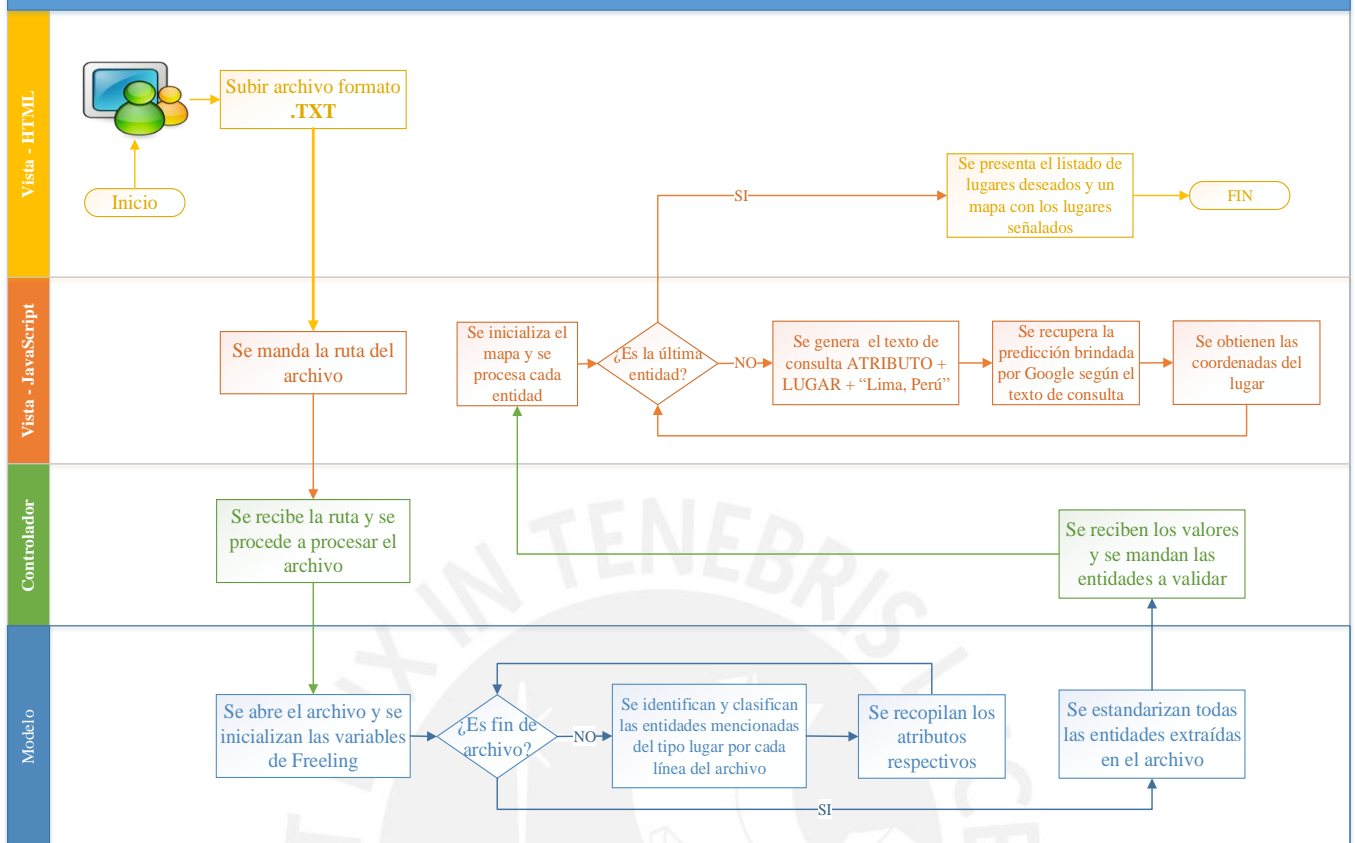 Vista - HTML
Subir archivo formato
.TXT
Inicio
SI
Se presenta el listado de
lugares deseados y un
mapa con los lugares
señalados
FIN
Vista - JavaScript
Se manda la ruta del
archivo
Se inicializa el
mapa y se
procesa cada
entidad
¿Es la última
entidad?
NO
Se genera el texto de
consulta ATRIBUTO +
LUGAR + “Lima, Perú”
Se recupera la
predicción brindada
por Google según el
texto de consulta
Se obtienen las
coordenadas del
lugar
Controlador
Se recibe la ruta y se
procede a procesar el
archivo
Se reciben los valores
y se mandan las
entidades a validar
Modelo
Se abre el archivo y se
inicializan las variables
de Freeling
¿Es fin de
archivo?
NO
Se identifican y clasifican
las entidades mencionadas
del tipo lugar por cada
línea del archivo
Se recopilan los
atributos
respectivos
Se estandarizan todas
las entidades extraídas
en el archivo
SI